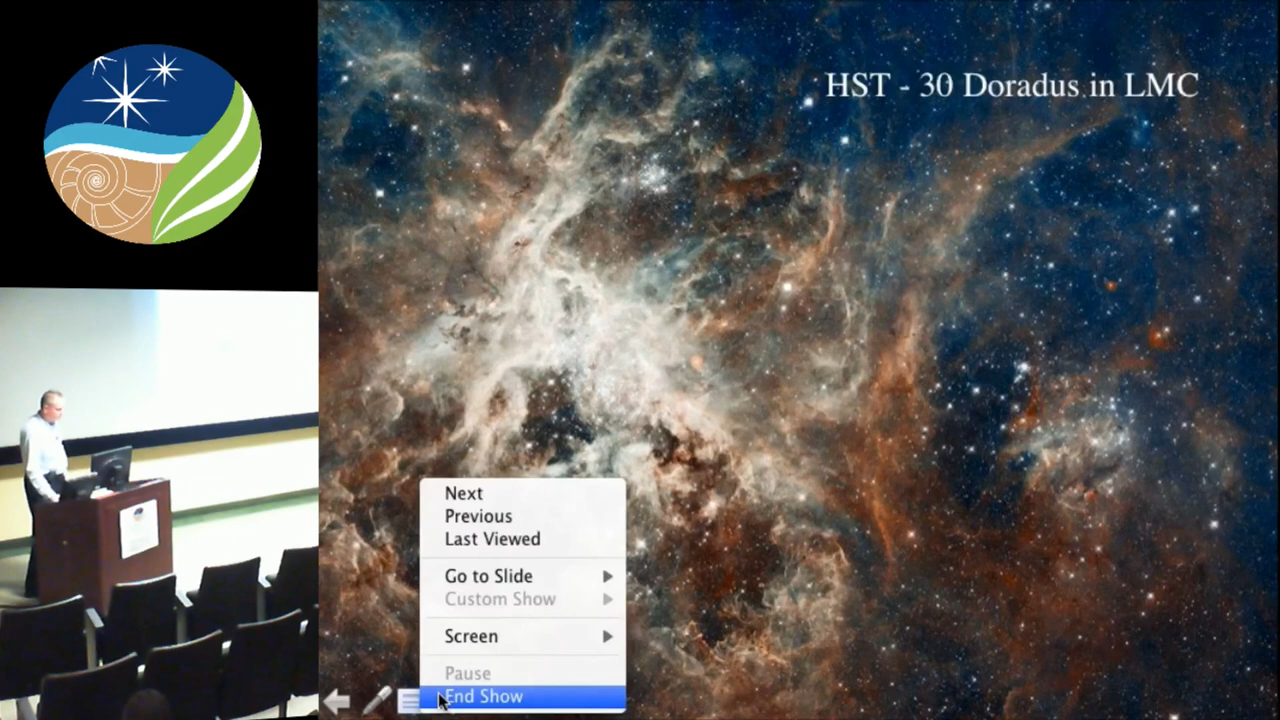 HST - 30 Doradus in LMC
Next
Previous
Last Viewed
Go to Slide
Custom Show
Screen
Pause
End Show